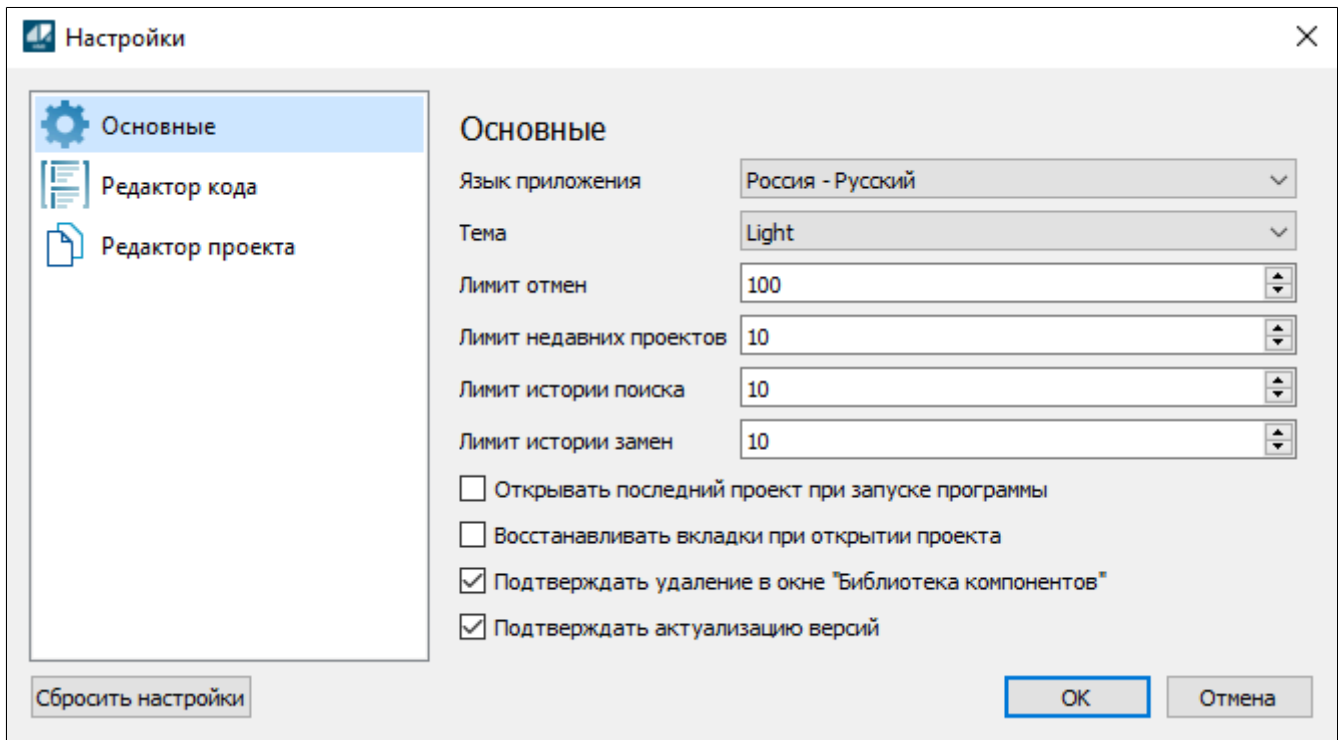 Настройки
Основные
Редактор кода
Редактор проекта
Основные
Язык приложения Россия - Русский
Тема Light
Лимит отмен 100
Лимит недавних проектов 10
Лимит истории поиска 10
Лимит истории замен 10
Открывать последний проект при запуске программы
Восстанавливать вкладки при открытии проекта
Подтверждать удаление в окне "Библиотека компонентов"
Подтверждать актуализацию версий
Сбросить настройки OK Отмена